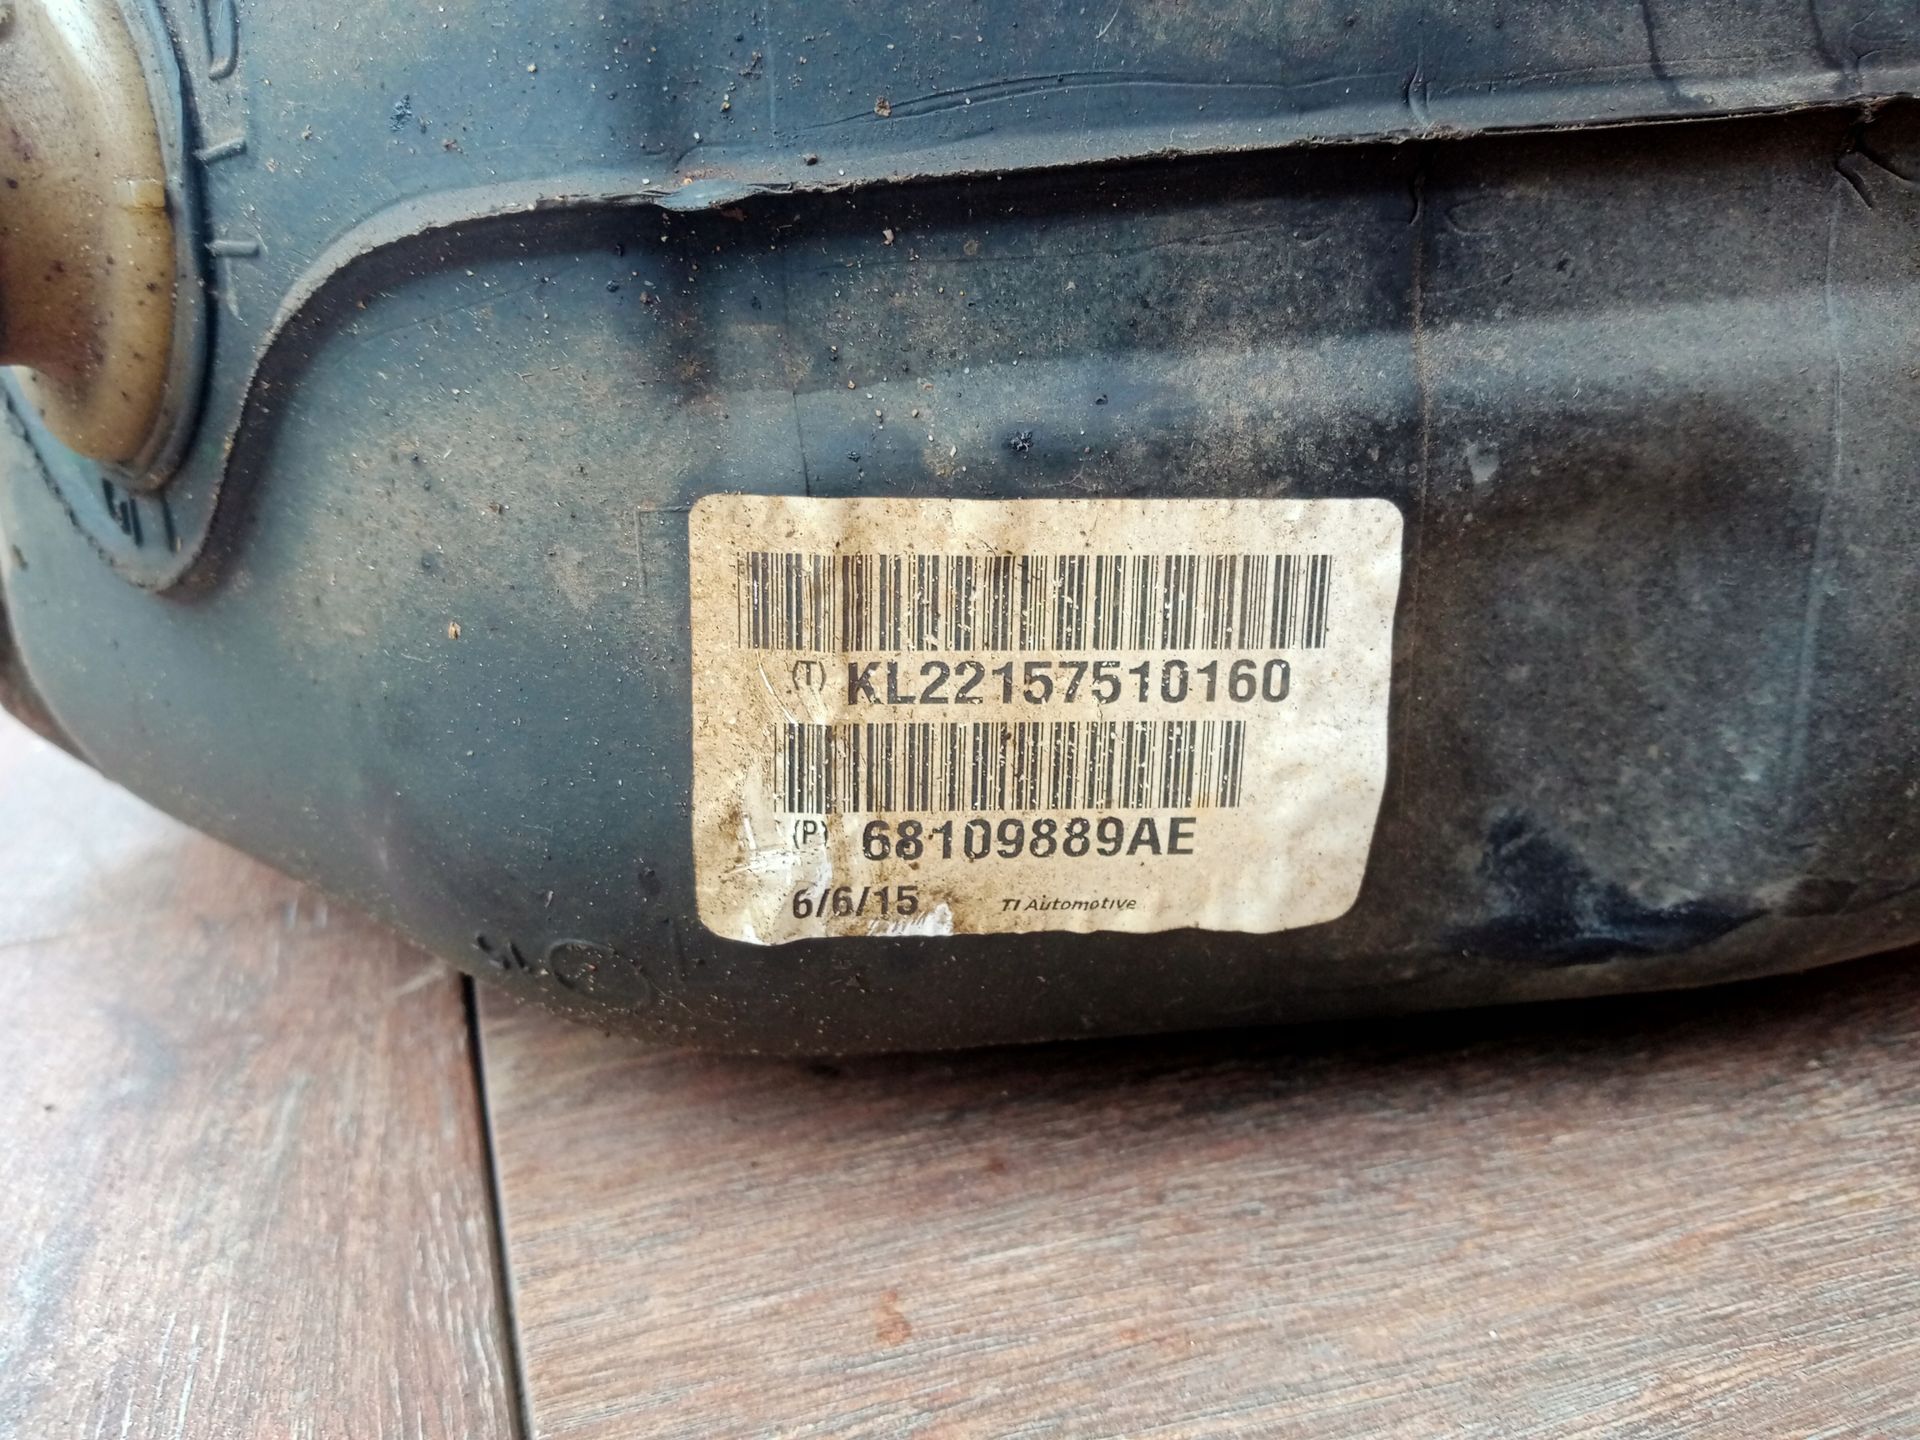 (T) KL22157510160
(P) 68109889AE
6/6/15 TI Automotive